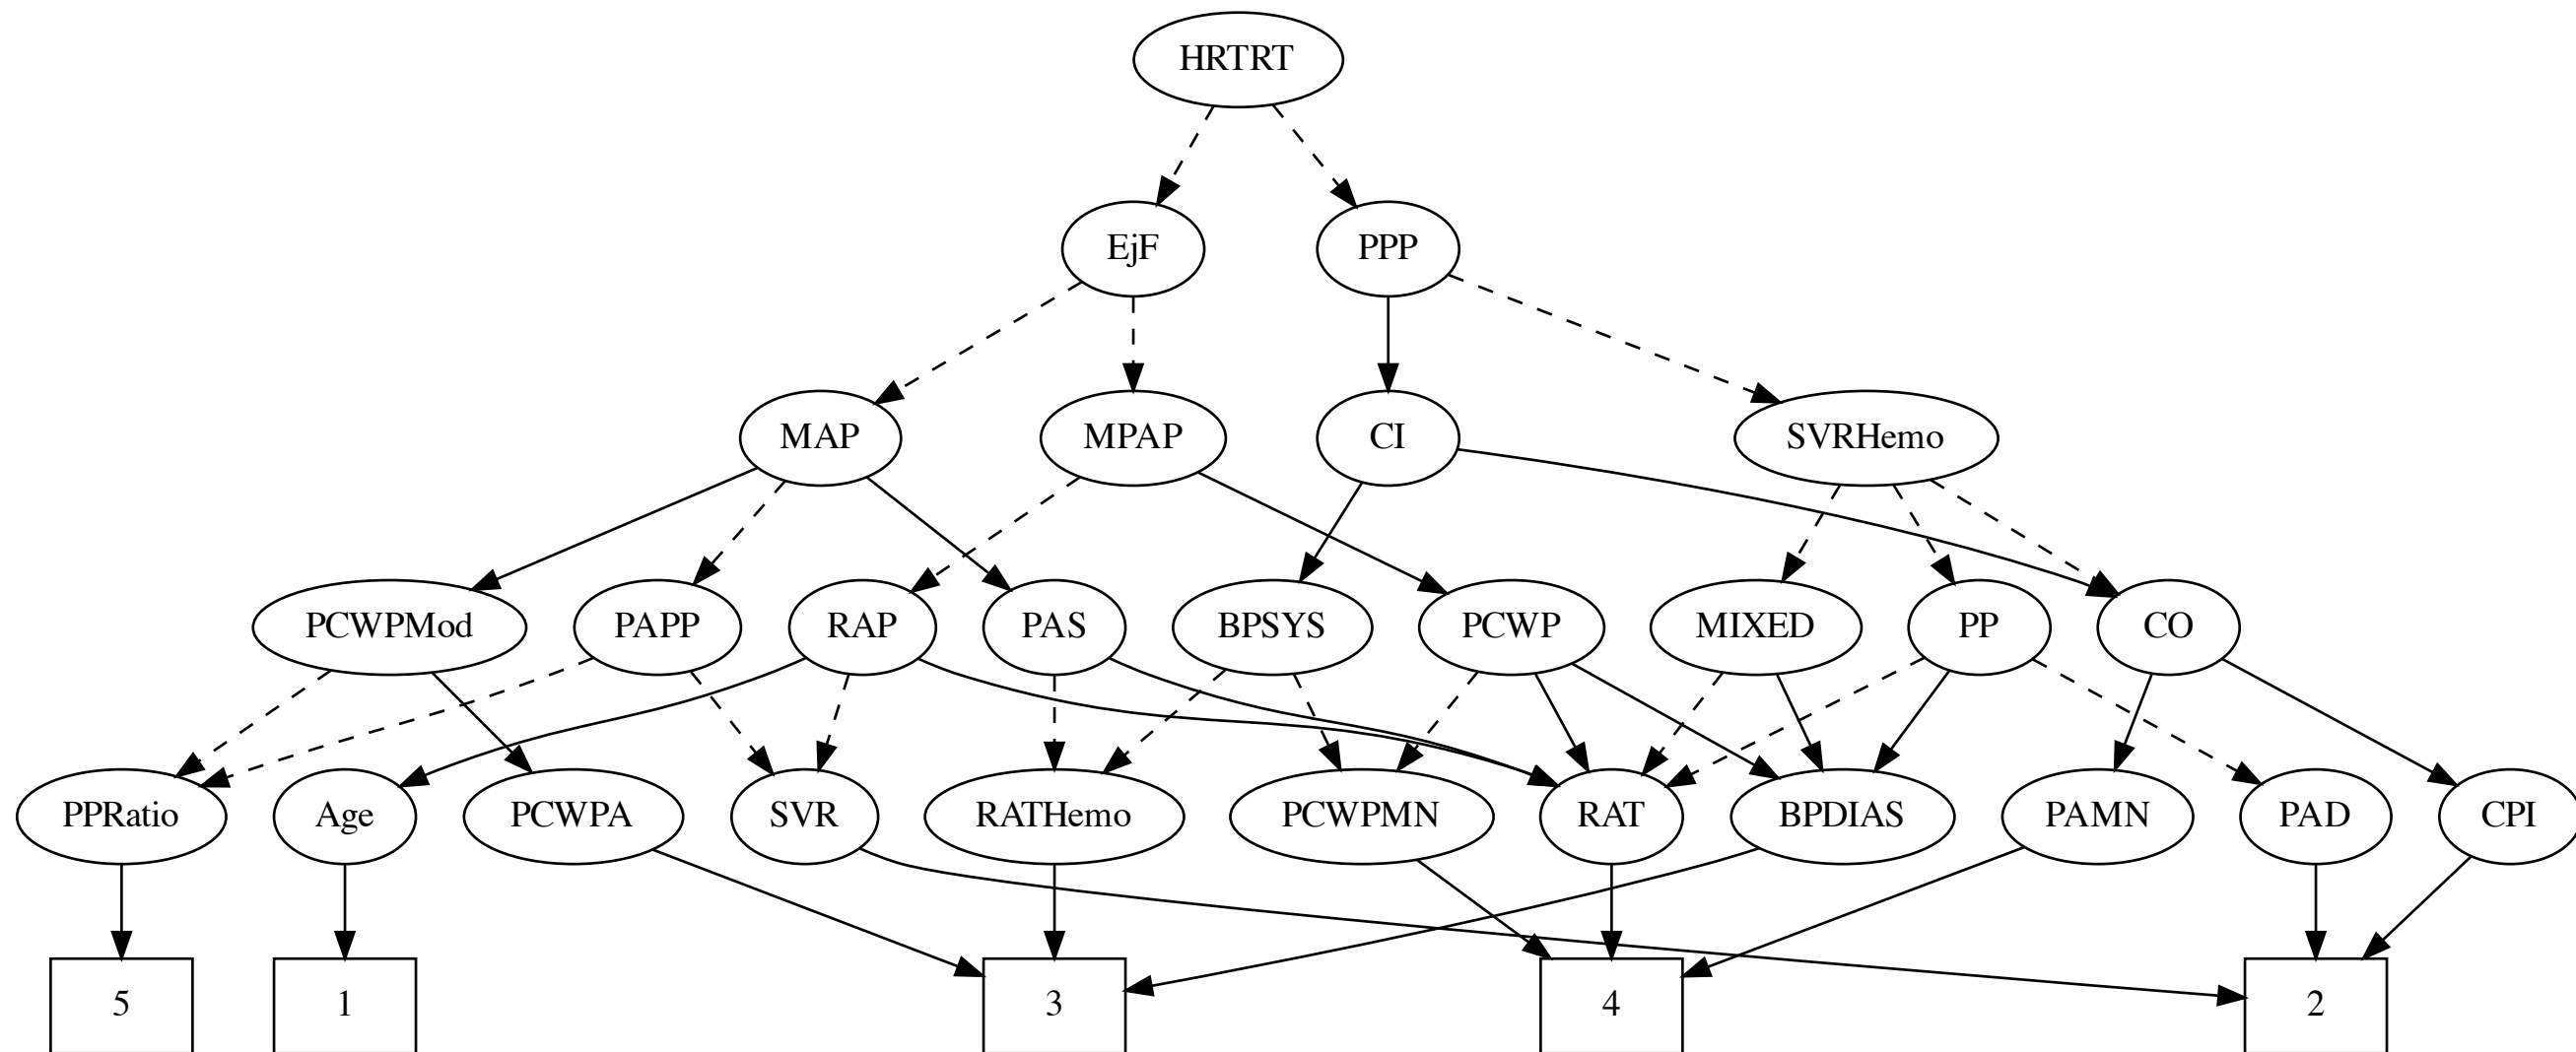 HRTRT
EjF
PPP
MAP
MPAP
CI
SVRHemo
PCWPMod
PAPP
RAP
PAS
BPSYS
PCWP
MIXED
PP
CO
PPRatio
Age
PCWPA
SVR
RATHemo
PCWPMN
RAT
BPDIAS
PAMN
PAD
CPI
5
1
3
4
2